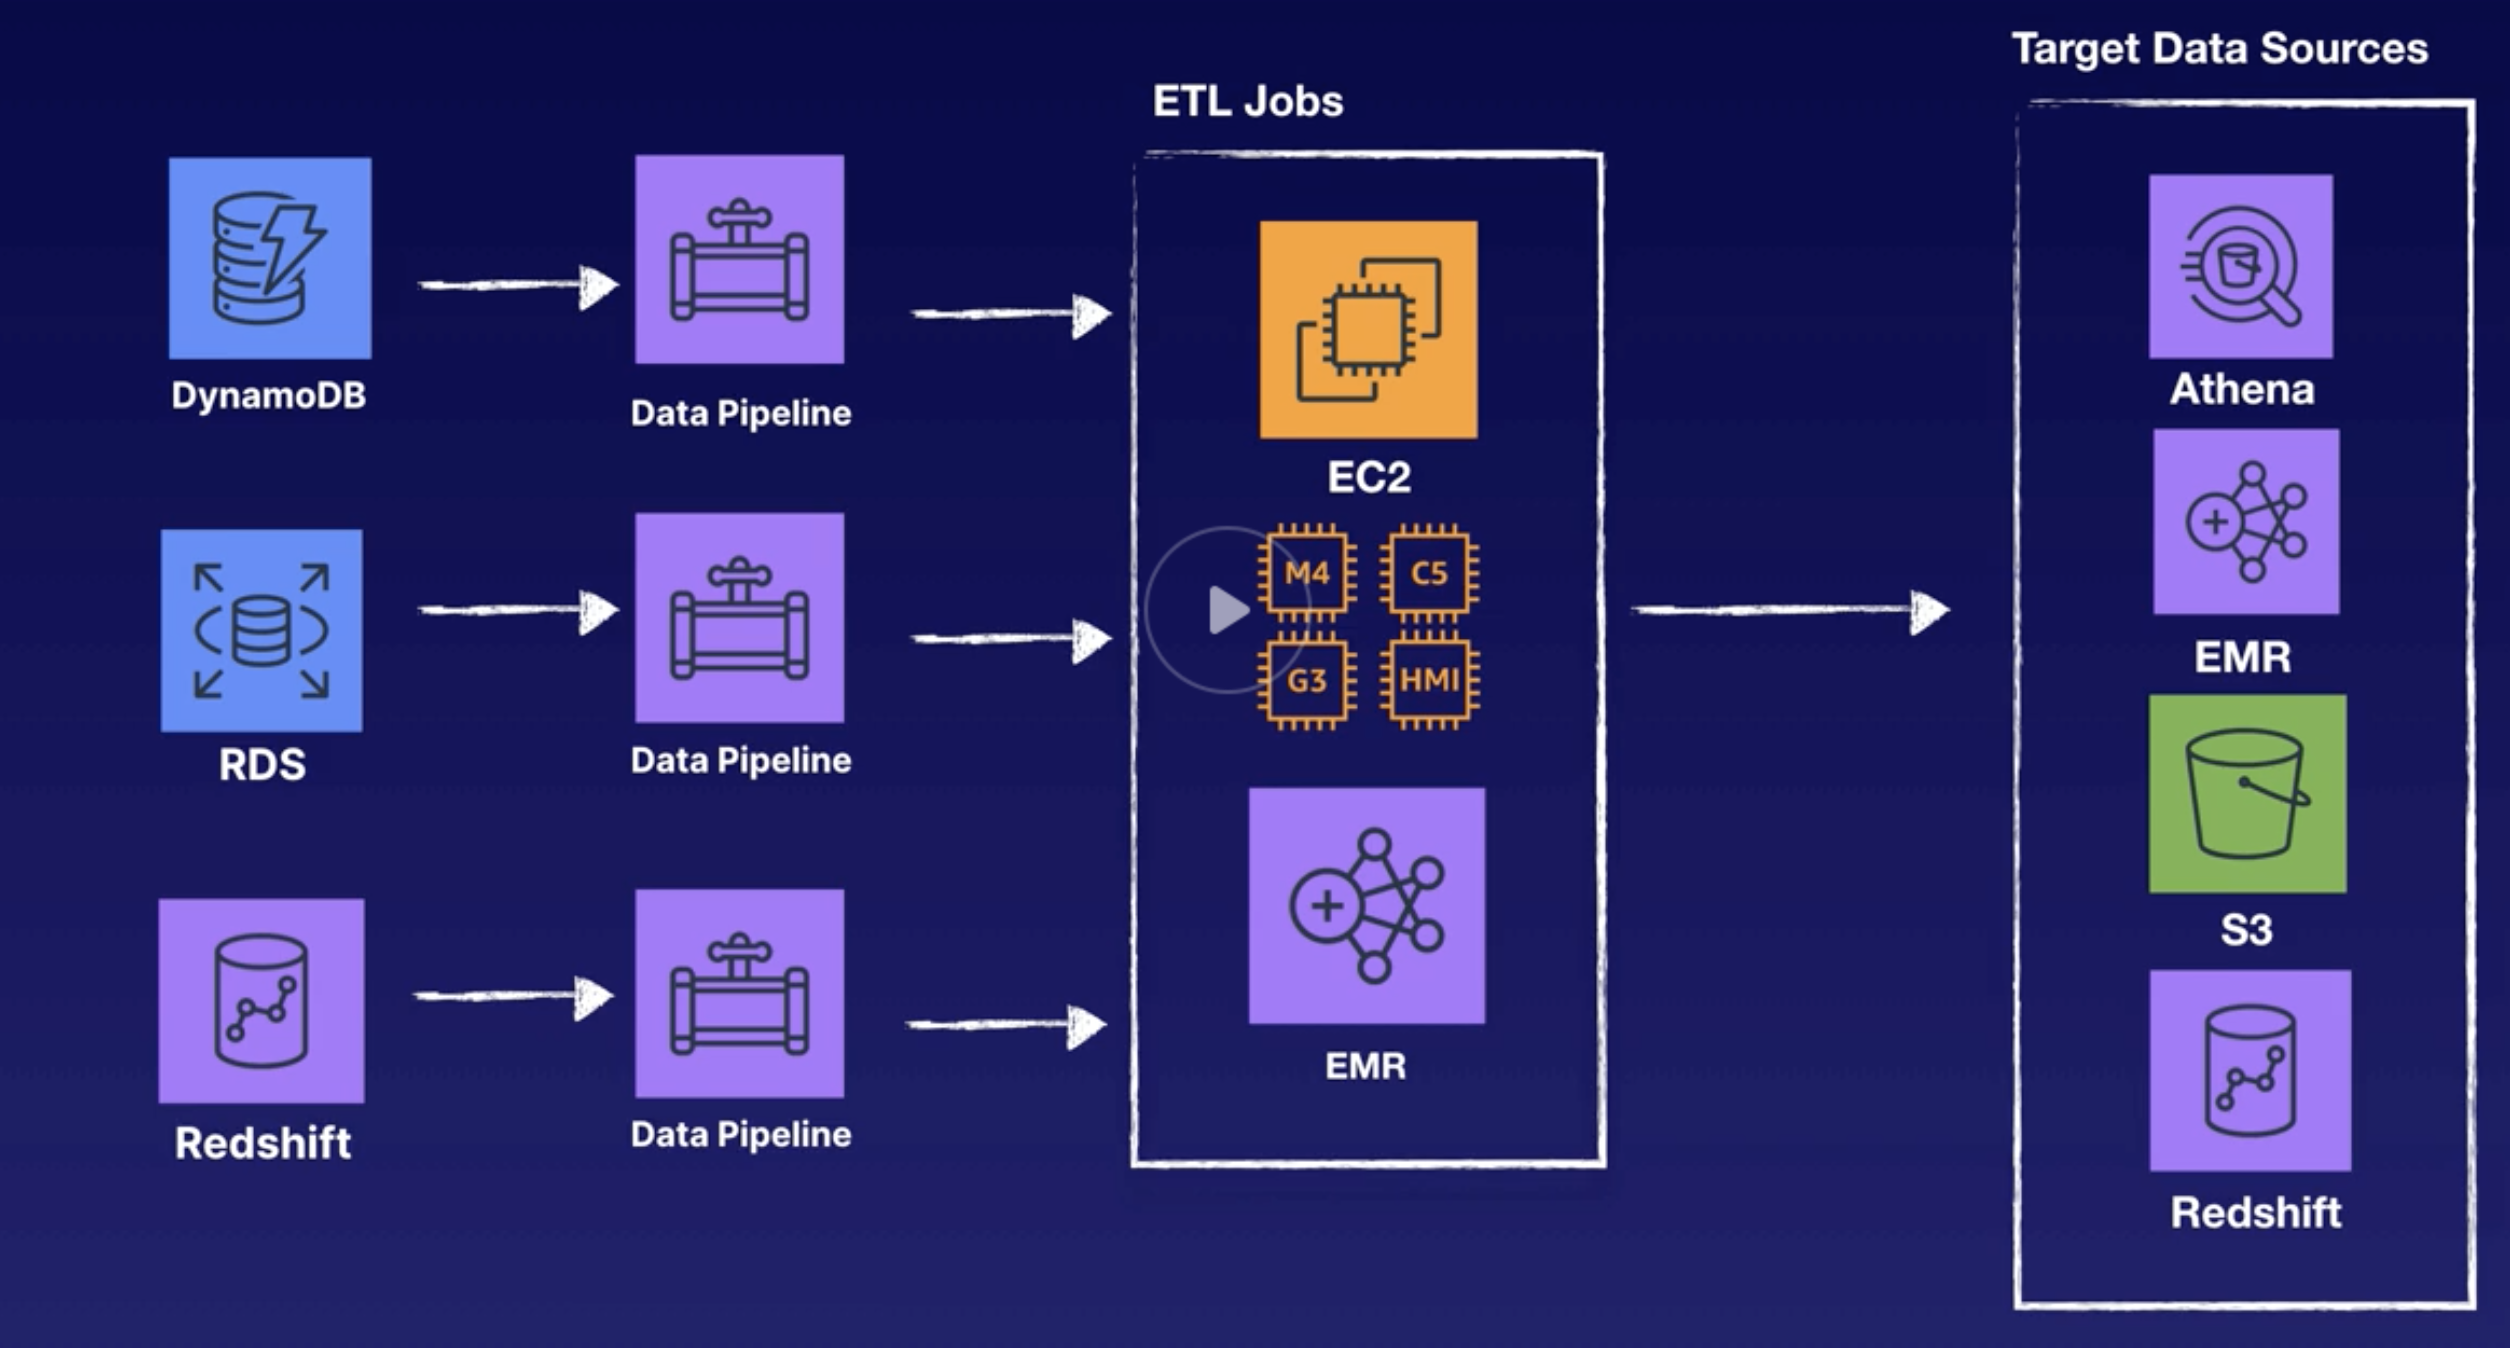 Target Data Sources
ETL Jobs
DynamoDB
Data Pipeline
EC2
Athena
RDS
Data Pipeline
M4
C5
G3
HMI
EMR
Redshift
Data Pipeline
EMR
S3
Redshift